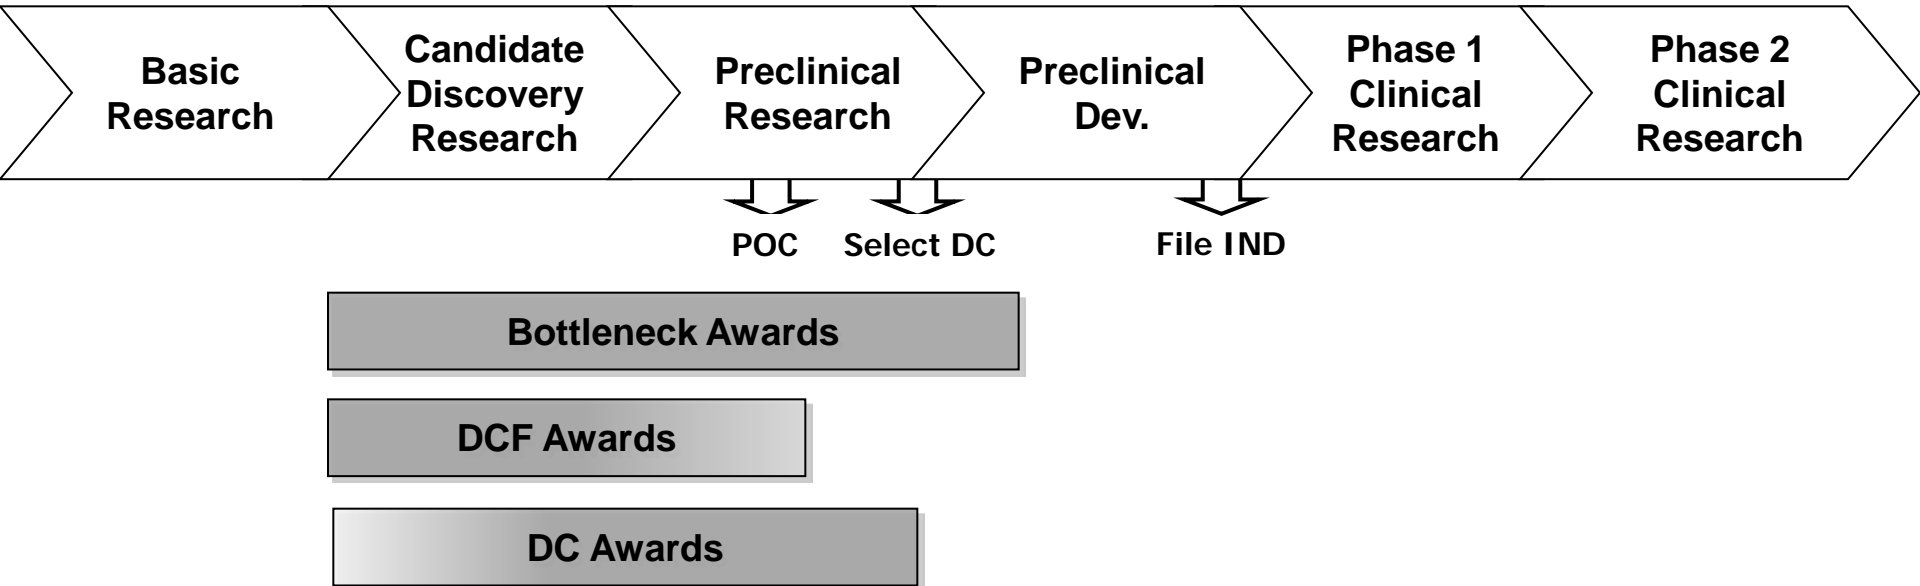 Basic
Research
Candidate
Discovery
Research
Preclinical
Research
Preclinical
Dev.
Phase 1
Clinical
Research
Phase 2
Clinical
Research
POC
Select DC
File IND
Bottleneck Awards
DCF Awards
DC Awards